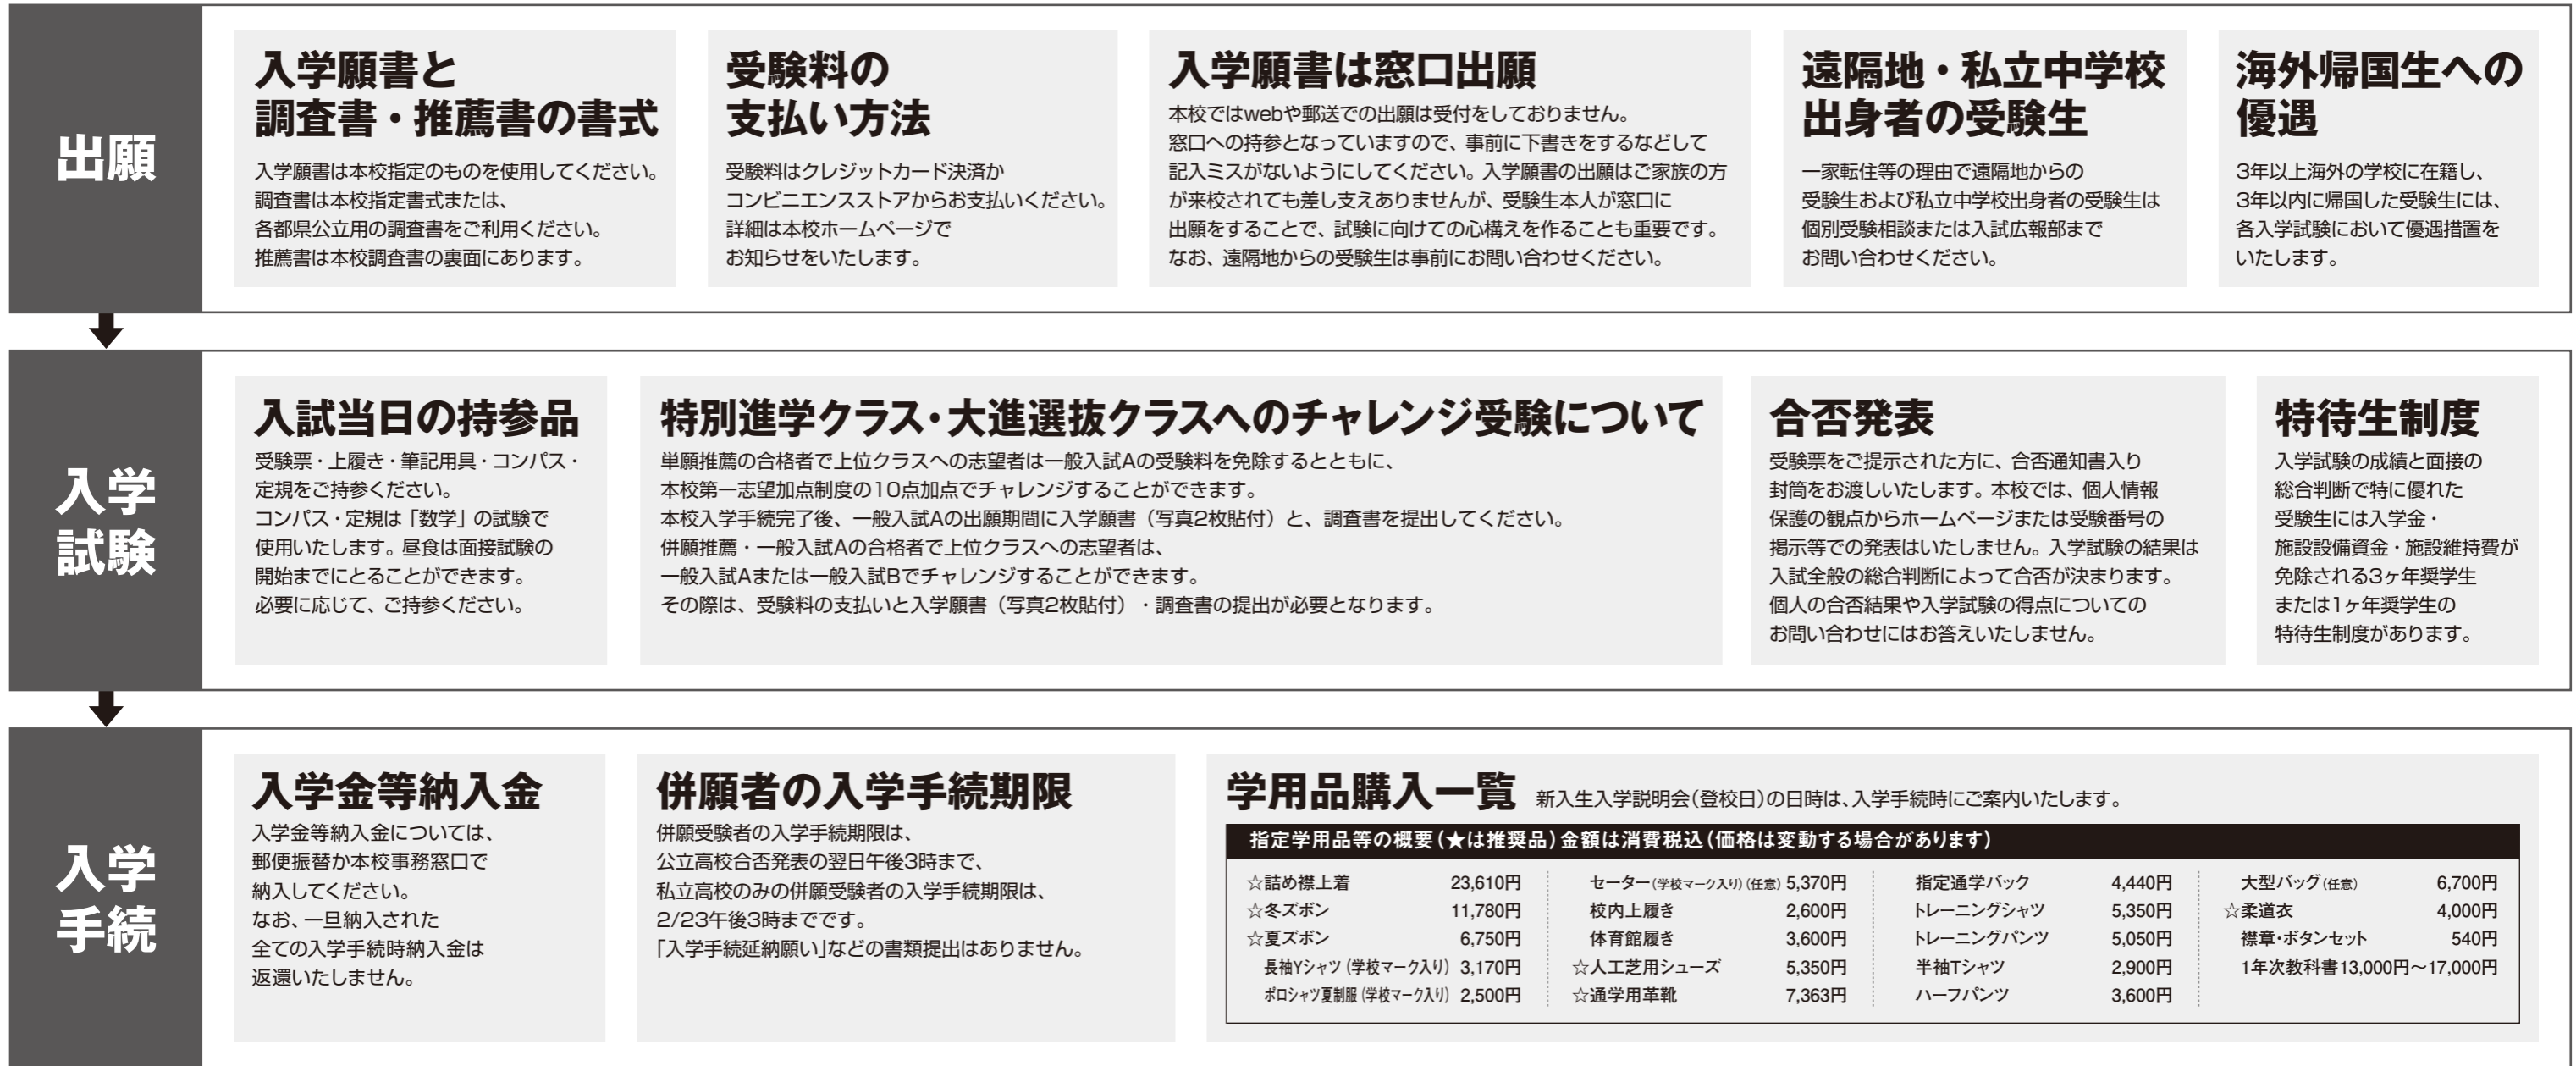 出願
入学願書と
調査書・推薦書の書式
入学願書は本校指定のものを使用してください。
調査書は本校指定書式または、
各都県公立用の調査書をご利用ください。
推薦書は本校調査書の裏面にあります。
受験料の
支払い方法
受験料はクレジットカード決済か
コンビニエンスストアからお支払いください。
詳細は本校ホームページで
お知らせをいたします。
入学願書は窓口出願
本校ではwebや郵送での出願は受付をしておりません。
窓口への持参となっていますので、事前に下書きをするなどして
記入ミスがないようにしてください。入学願書の出願はご家族の方
が来校されても差し支えありませんが、受験生本人が窓口に
出願をすることで、試験に向けての心構えを作ることも重要です。
なお、遠隔地からの受験生は事前にお問い合わせください。
遠隔地・私立中学校
出身者の受験生
一家転住等の理由で遠隔地からの
受験生および私立中学校出身者の受験生は
個別受験相談または入試広報部まで
お問い合わせください。
海外帰国生への
優遇
3年以上海外の学校に在籍し、
3年以内に帰国した受験生には、
各入学試験において優遇措置を
いたします。
入学
試験
入試当日の持参品
受験票・上履き・筆記用具・コンパス・
定規をご持参ください。
コンパス・定規は「数学」の試験で
使用いたします。昼食は面接試験の
開始までにとることができます。
必要に応じて、ご持参ください。
特別進学クラス・大進選抜クラスへのチャレンジ受験について
単願推薦の合格者で上位クラスへの志望者は一般入試Aの受験料を免除するとともに、
本校第一志望加点制度の10点加点でチャレンジすることができます。
本校入学手続完了後、一般入試Aの出願期間に入学願書（写真2枚貼付）と、調査書を提出してください。
併願推薦・一般入試Aの合格者で上位クラスへの志望者は、
一般入試Aまたは一般入試Bでチャレンジすることができます。
その際は、受験料の支払いと入学願書（写真2枚貼付）・調査書の提出が必要となります。
合否発表
受験票をご提示された方に、合否通知書入り
封筒をお渡しいたします。本校では、個人情報
保護の観点からホームページまたは受験番号の
掲示等での発表はいたしません。入学試験の結果は
入試全般の総合判断によって合否が決まります。
個人の合否結果や入学試験の得点についての
お問い合わせにはお答えいたしません。
特待生制度
入学試験の成績と面接の
総合判断で特に優れた
受験生には入学金・
施設設備資金・施設維持費が
免除される3ヶ年奨学生
または1ヶ年奨学生の
特待生制度があります。
入学
手続
入学金等納入金
入学金等納入金については、
郵便振替か本校事務窓口で
納入してください。
なお、一旦納入された
全ての入学手続時納入金は
返還いたしません。
併願者の入学手続期限
併願受験者の入学手続期限は、
公立高校合否発表の翌日午後3時まで、
私立高校のみの併願受験者の入学手続期限は、
2/23午後3時までです。
「入学手続延納願い」などの書類提出はありません。
学用品購入一覧 新入生入学説明会（登校日）の日時は、入学手続時にご案内いたします。
指定学用品等の概要（★は推奨品）金額は消費税込（価格は変動する場合があります）
☆詰め襟上着 23,610円
☆冬ズボン 11,780円
☆夏ズボン 6,750円
長袖Yシャツ（学校マーク入り） 3,170円
ポロシャツ夏制服（学校マーク入り） 2,500円
セーター（学校マーク入り）（任意） 5,370円
校内上履き 2,600円
体育館履き 3,600円
☆人工芝用シューズ 5,350円
☆通学用革靴 7,363円
指定通学バック 4,440円
トレーニングシャツ 5,350円
トレーニングパンツ 5,050円
半袖Tシャツ 2,900円
ハーフパンツ 3,600円
大型バッグ（任意） 6,700円
☆柔道衣 4,000円
襟章・ボタンセット 540円
1年次教科書13,000円～17,000円